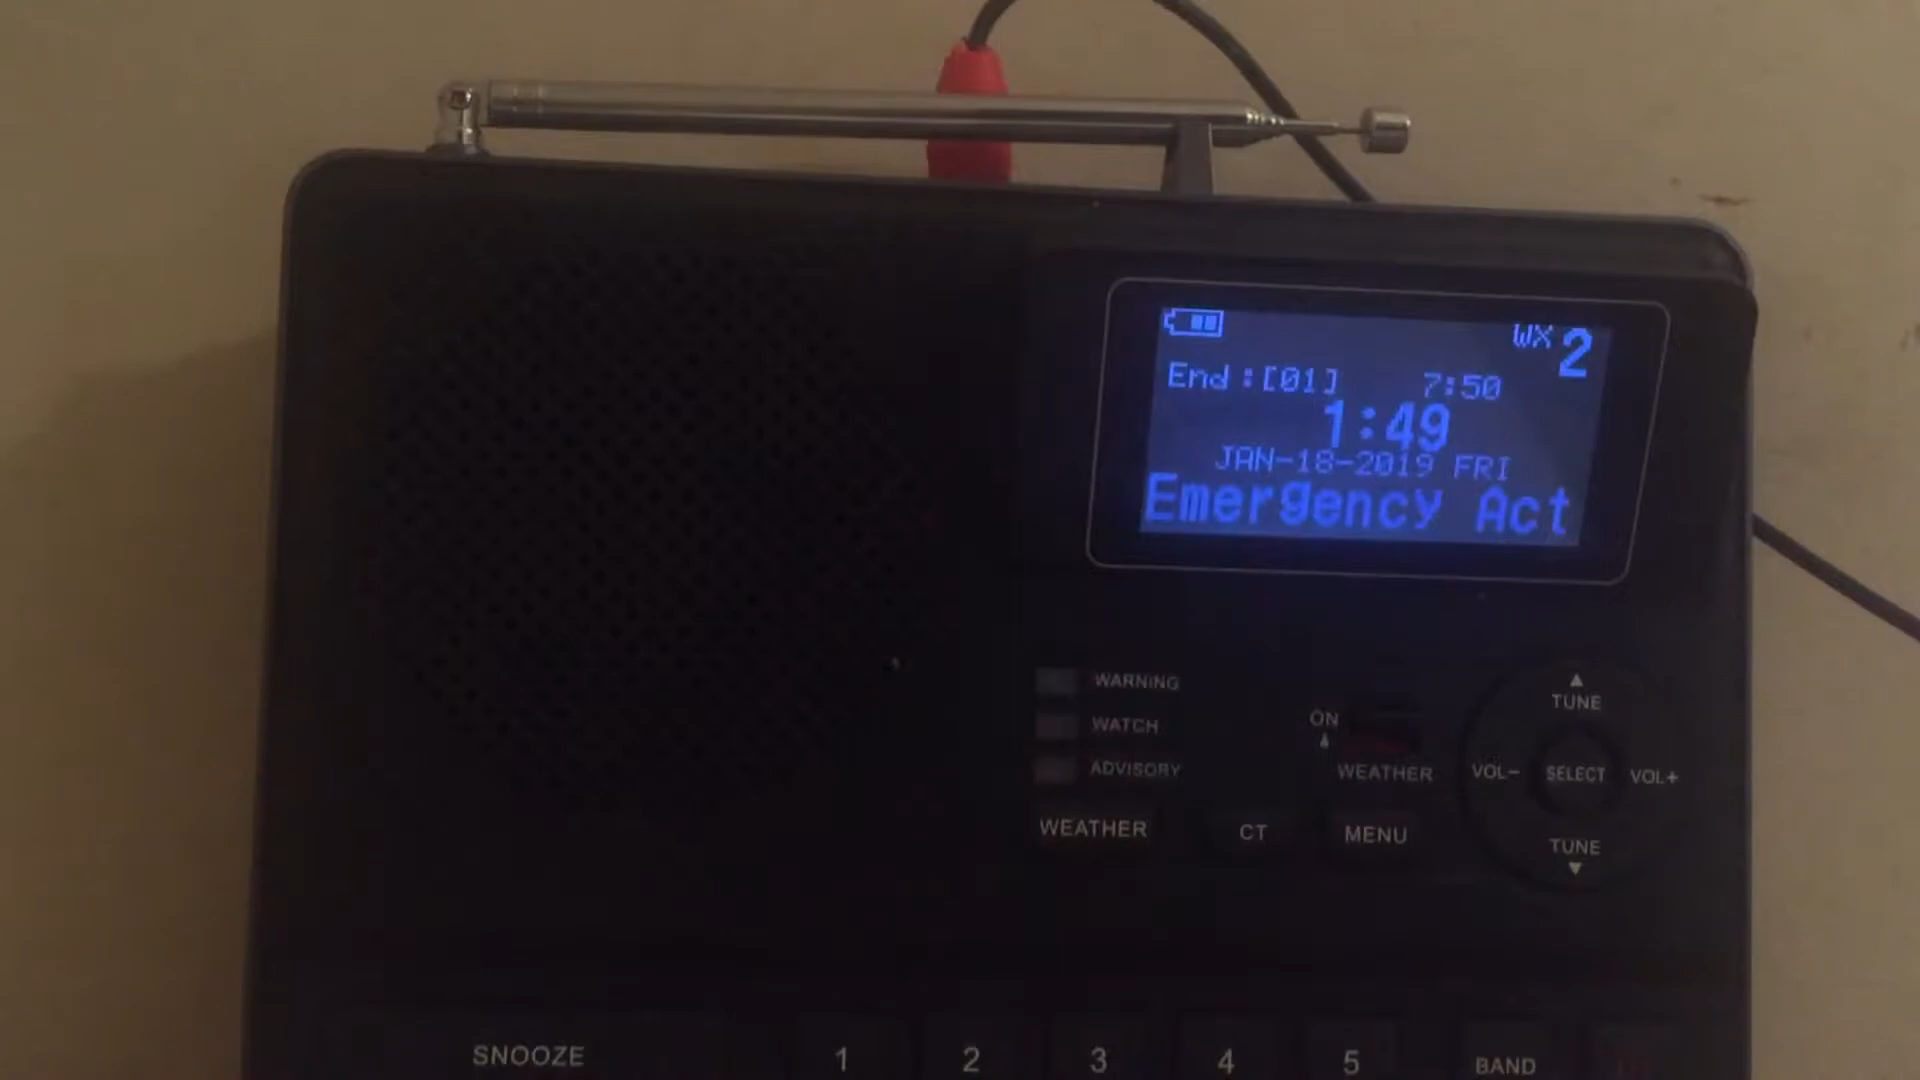 WX 2
End:[01] 7:50
1:49
JAN-18-2019 FRI
Emergency Act
WARNING
WATCH
ADVISORY
WEATHER
CT
MENU
ON
WEATHER
TUNE
VOL- SELECT VOL+
TUNE
SNOOZE 1 2 3 4 5 BAND